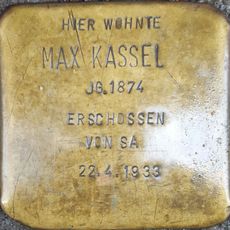 HIER WOHNTE
MAX KASSEL
JG.1874
ERSCHOSSEN
VON SA
22.4.1933